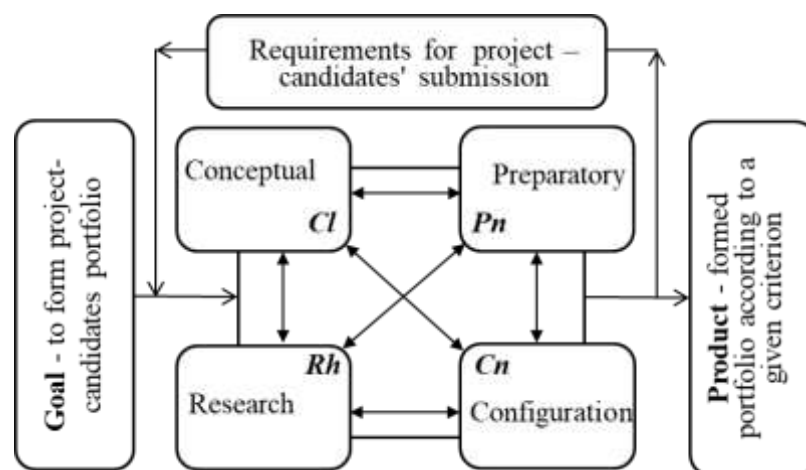 Requirements for project –
candidates' submission
Goal - to form project-
candidates portfolio
Conceptual
Cl
Preparatory
Pn
Rh
Research
Cn
Configuration
Product - formed
portfolio according to a
given criterion